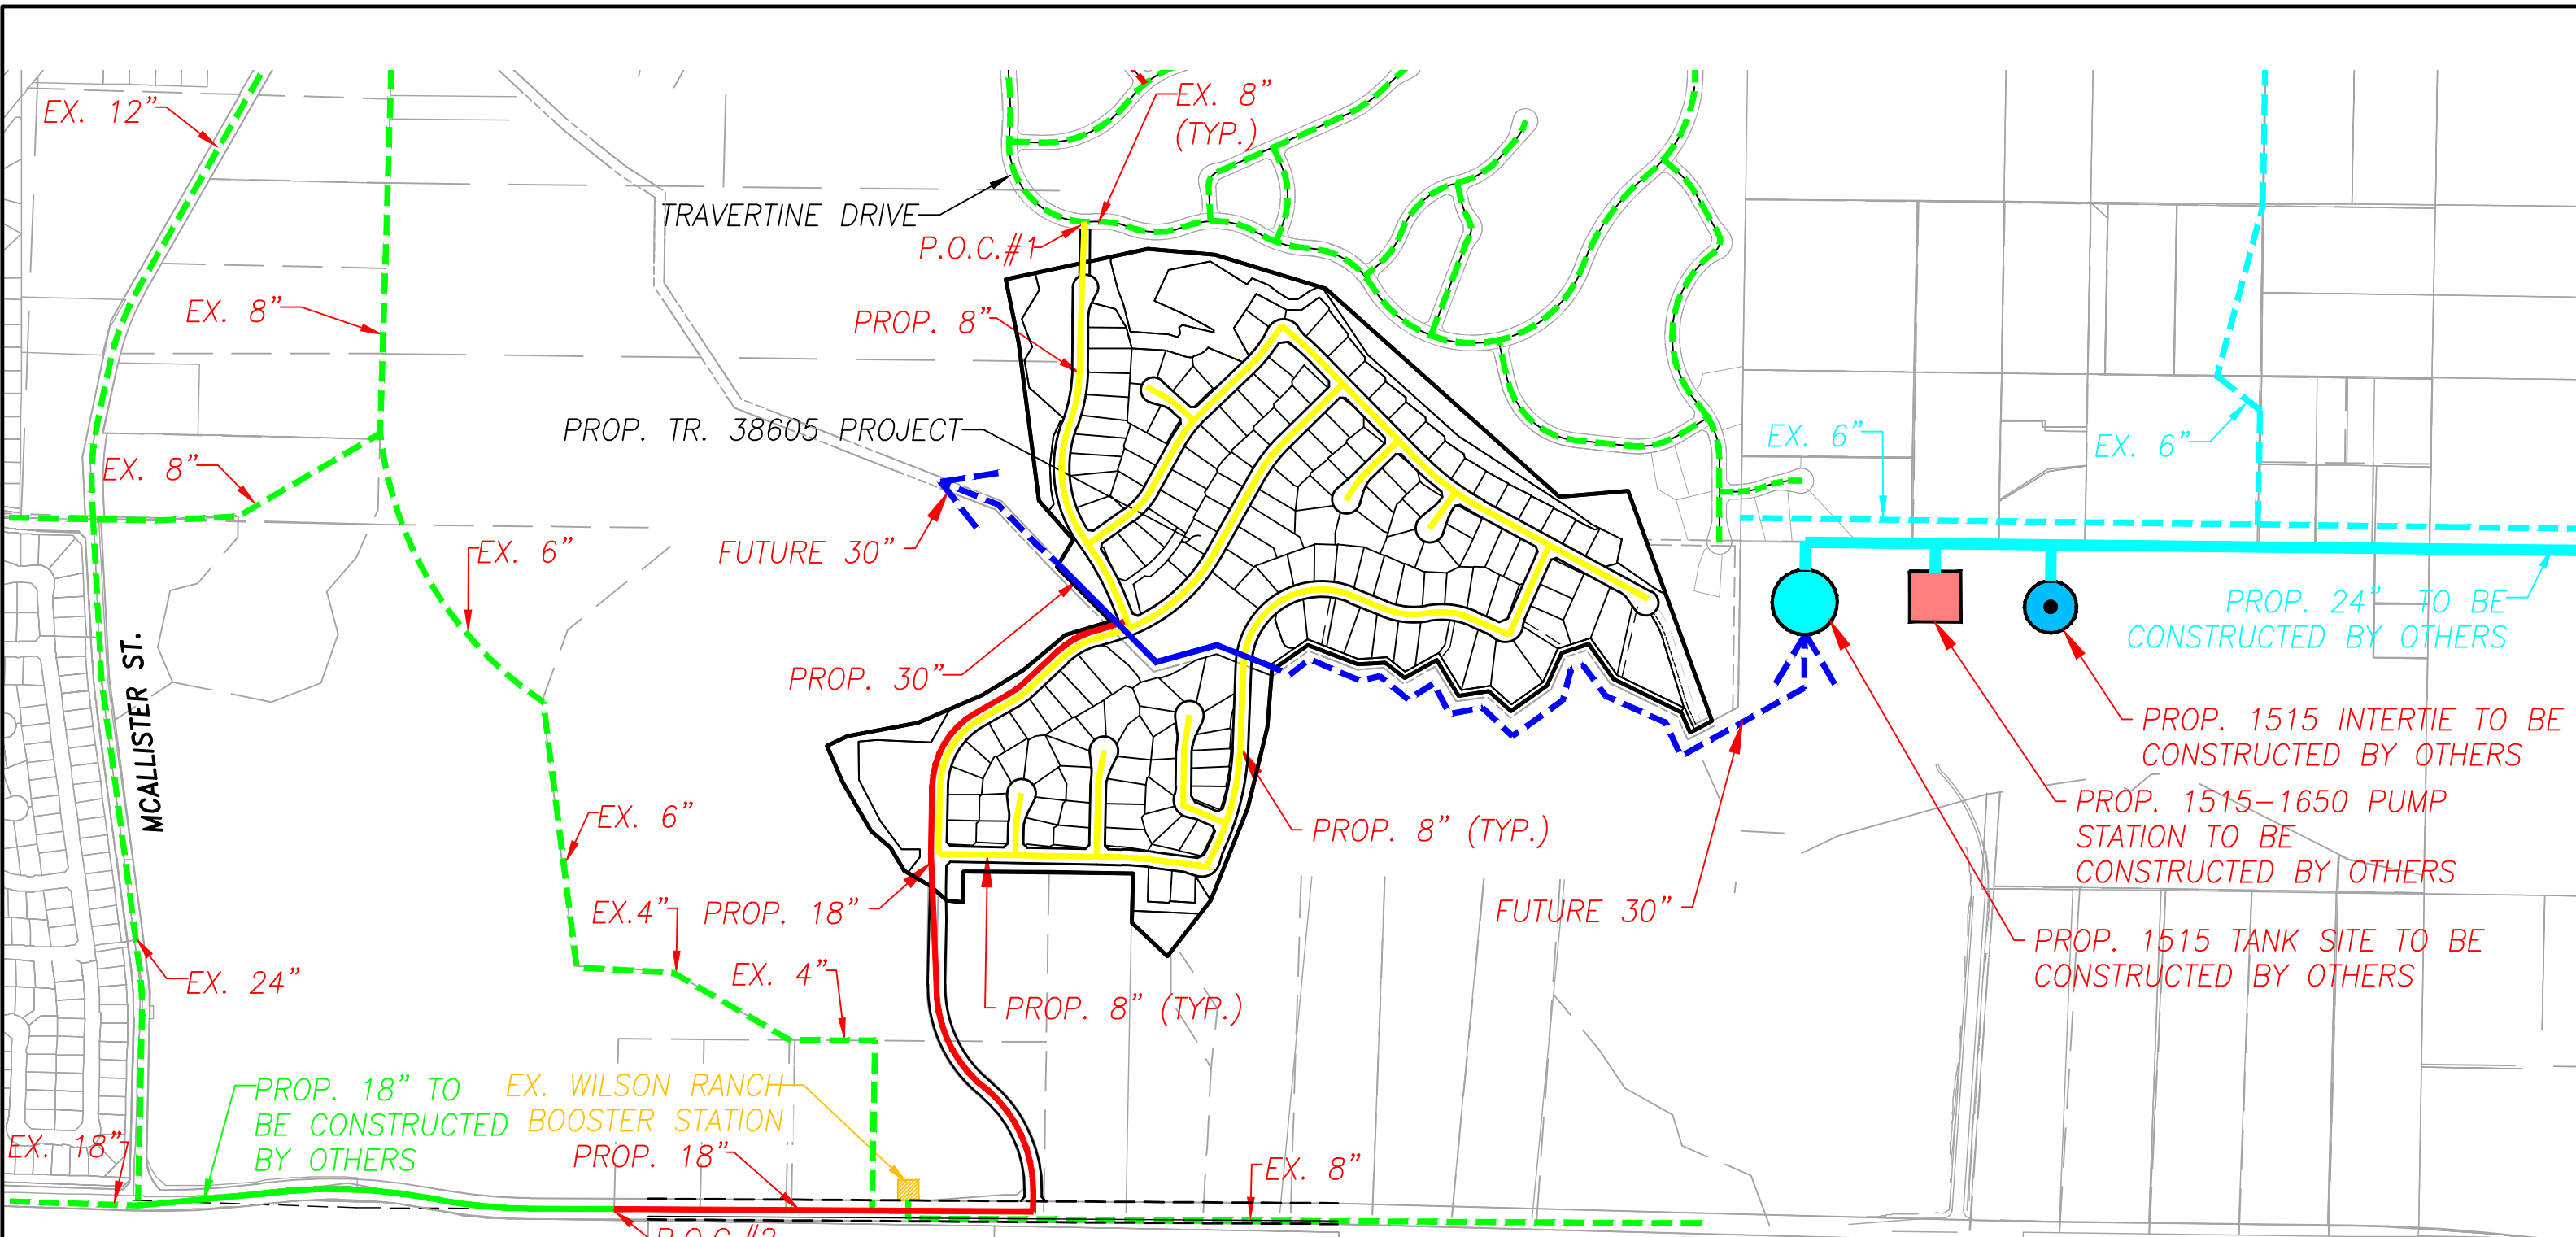 EX. 12"
EX. 8"
(TYP.)
TRAVERTINE DRIVE
P.O.C.#1
EX. 8"
PROP. 8"
PROP. TR. 38605 PROJECT
EX. 6"
EX. 6"
EX. 8"
FUTURE 30"
EX. 6"
PROP. 24" TO BE
CONSTRUCTED BY OTHERS
MCALLISTER ST.
PROP. 30"
PROP. 1515 INTERTIE TO BE
CONSTRUCTED BY OTHERS
EX. 6"
PROP. 8" (TYP.)
PROP. 1515-1650 PUMP
STATION TO BE
CONSTRUCTED BY OTHERS
EX.4"
PROP. 18"
FUTURE 30"
PROP. 1515 TANK SITE TO BE
CONSTRUCTED BY OTHERS
EX. 24"
EX. 4"
PROP. 8" (TYP.)
PROP. 18" TO
BE CONSTRUCTED
BY OTHERS
EX. WILSON RANCH
BOOSTER STATION
EX. 18"
PROP. 18"
EX. 8"
P.O.C.#2